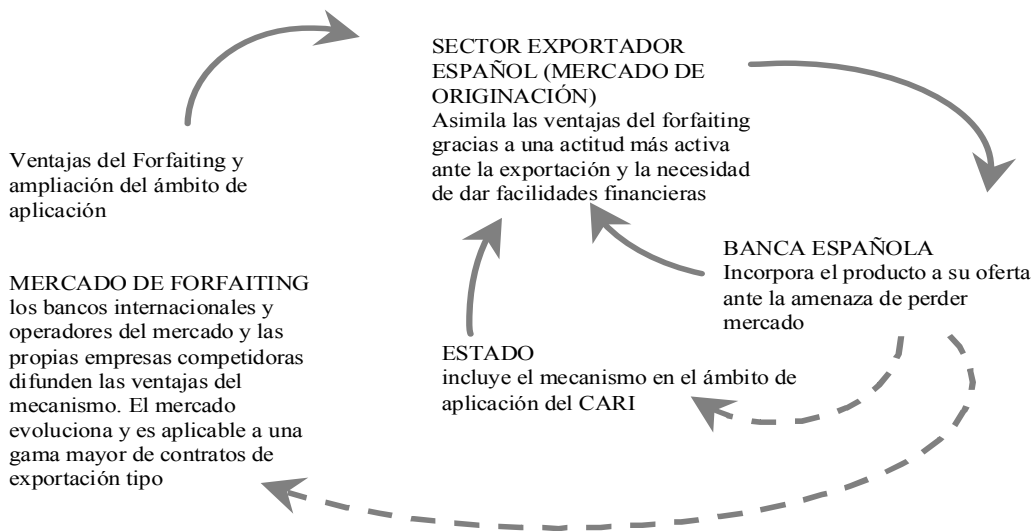 SECTOR EXPORTADOR
ESPAÑOL (MERCADO DE
ORIGINACIÓN)
Asimila las ventajas del forfaiting
gracias a una actitud más activa
ante la exportación y la necesidad
de dar facilidades financieras
Ventajas del Forfaiting y
ampliación del ámbito de
aplicación
BANCA ESPAÑOLA
Incorpora el producto a su oferta
ante la amenaza de perder
mercado
MERCADO DE FORFAITING
los bancos internacionales y
operadores del mercado y las
propias empresas competidoras
difunden las ventajas del
mecanismo. El mercado
evoluciona y es aplicable a una
gama mayor de contratos de
exportación tipo
ESTADO
incluye el mecanismo en el ámbito de
aplicación del CARI